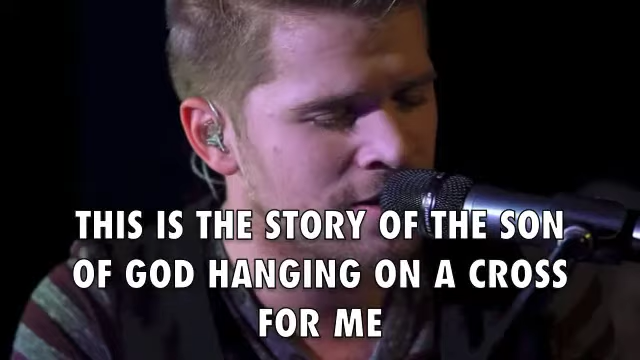 THIS IS THE STORY OF THE SON
OF GOD HANGING ON A CROSS
FOR ME